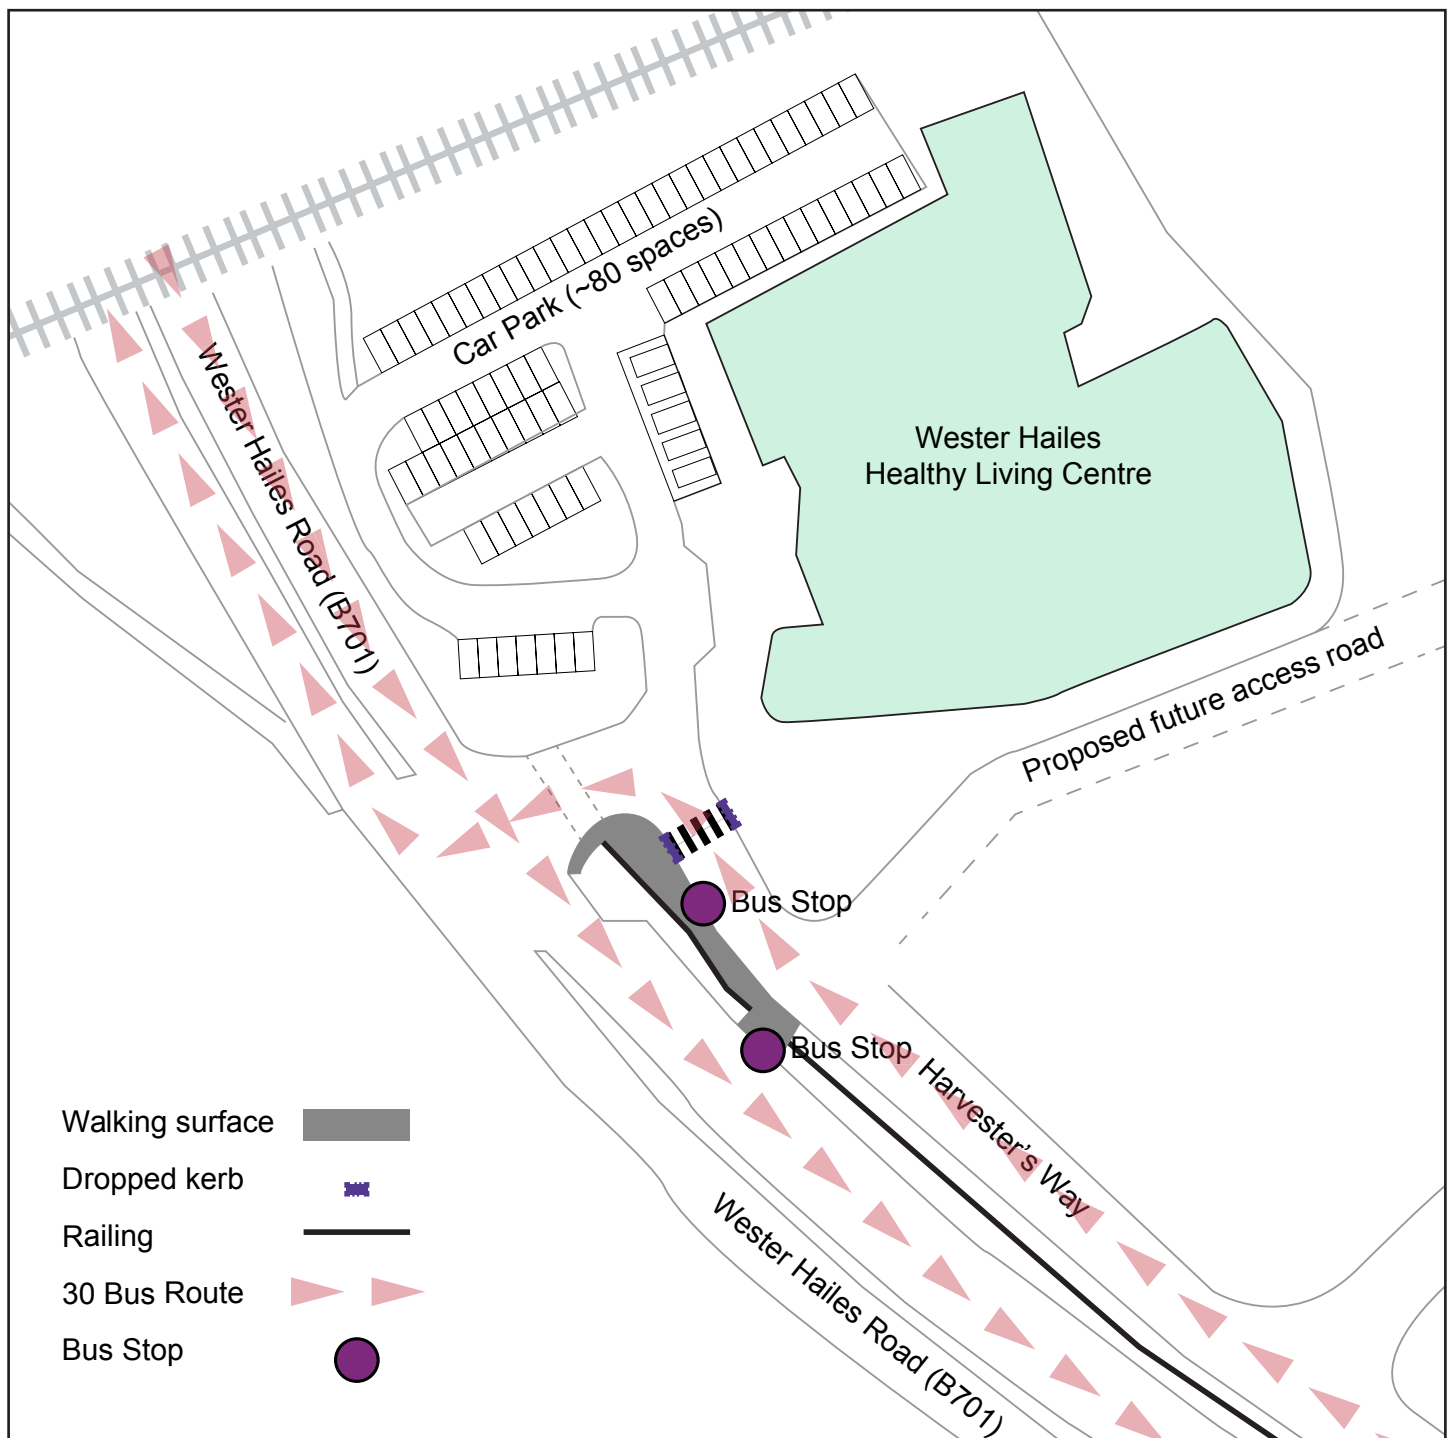 Car Park (~80 spaces)
Wester Hailes Road (B701)
Wester Hailes
Healthy Living Centre
Proposed future access road
Bus Stop
Bus Stop
Harvester's Way
Wester Hailes Road (B701)
Walking surface
Dropped kerb
Railing
30 Bus Route
Bus Stop